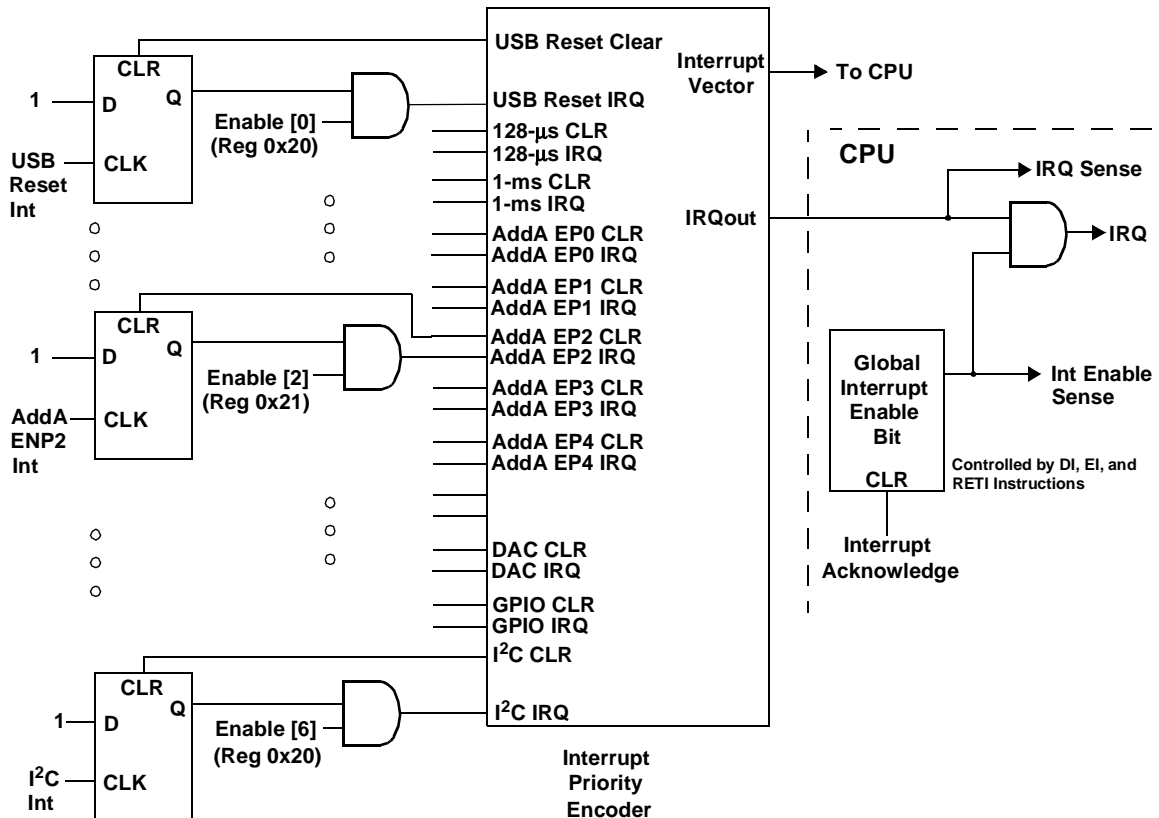 CLR
D
Q
CLK
1
USB
Reset
Int
Enable [0]
(Reg 0x20)
CLR
D
Q
CLK
1
AddA
ENP2
Int
Enable [2]
(Reg 0x21)
CLR
D
Q
CLK
1
I²C
Int
Enable [6]
(Reg 0x20)
USB Reset Clear
USB Reset IRQ
128-μs CLR
128-μs IRQ
1-ms CLR
1-ms IRQ
AddA EP0 CLR
AddA EP0 IRQ
AddA EP1 CLR
AddA EP1 IRQ
AddA EP2 CLR
AddA EP2 IRQ
AddA EP3 CLR
AddA EP3 IRQ
AddA EP4 CLR
AddA EP4 IRQ
DAC CLR
DAC IRQ
GPIO CLR
GPIO IRQ
I²C CLR
I²C IRQ
Interrupt
Vector
IRQout
Interrupt
Priority
Encoder
To CPU
CPU
IRQ Sense
IRQ
Global
Interrupt
Enable
Bit
CLR
Int Enable
Sense
Controlled by DI, EI, and
RETI Instructions
Interrupt
Acknowledge